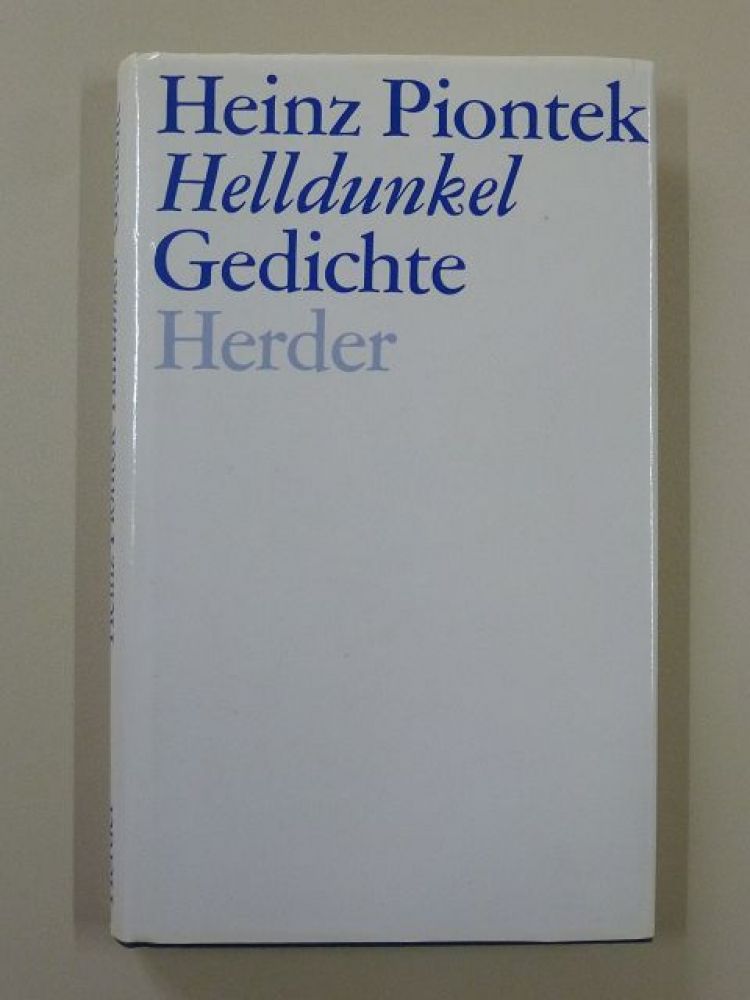 Heinz Piontek
Helldunkel
Gedichte
Herder